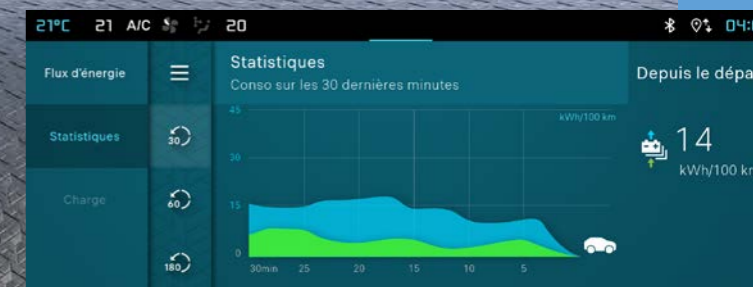 21°C 21 A/C 20
Flux d'énergie
Statistiques
Charge
30
60
180
Statistiques
Conso sur les 30 dernières minutes
kWh/100 km
45
30
15
0
30min 25 20 15 10 5
04:
Depuis le dépa
14
kWh/100 km